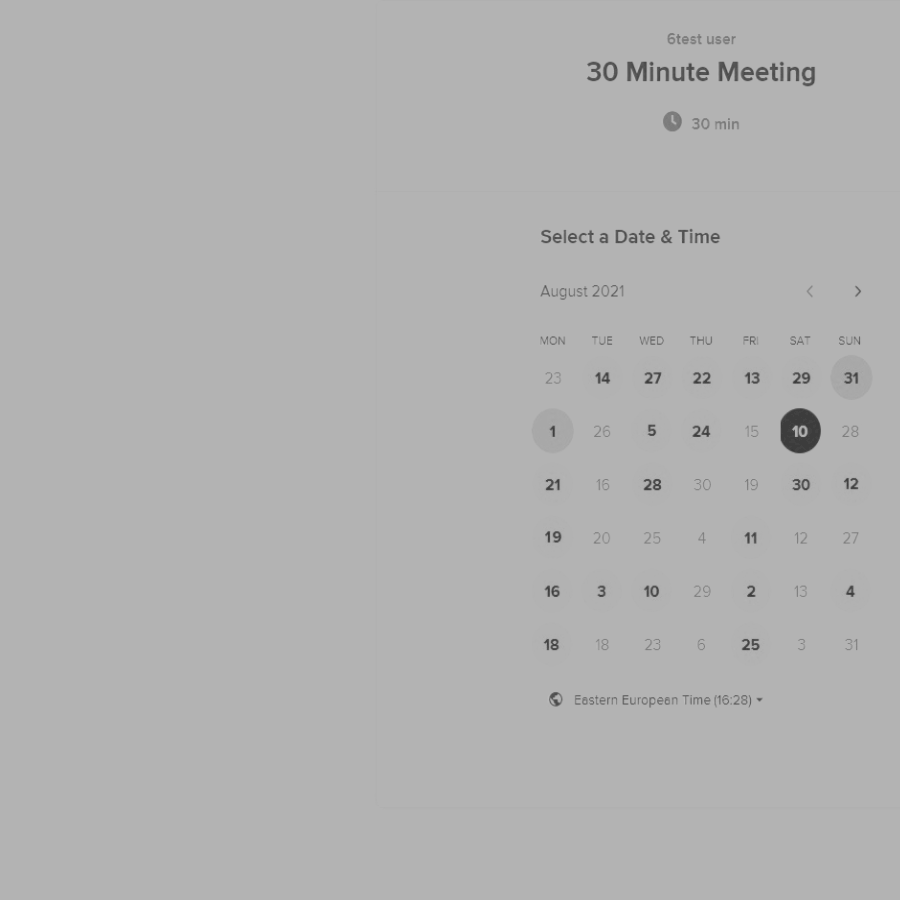 6test user
30 Minute Meeting
30 min
Select a Date & Time
August 2021
MON TUE WED THU FRI SAT SUN
23 14 27 22 13 29 31
1 26 5 24 15 10 28
21 16 28 30 19 30 12
19 20 25 4 11 12 27
16 3 10 29 2 13 4
18 18 23 6 25 3 31
Eastern European Time (16:28)